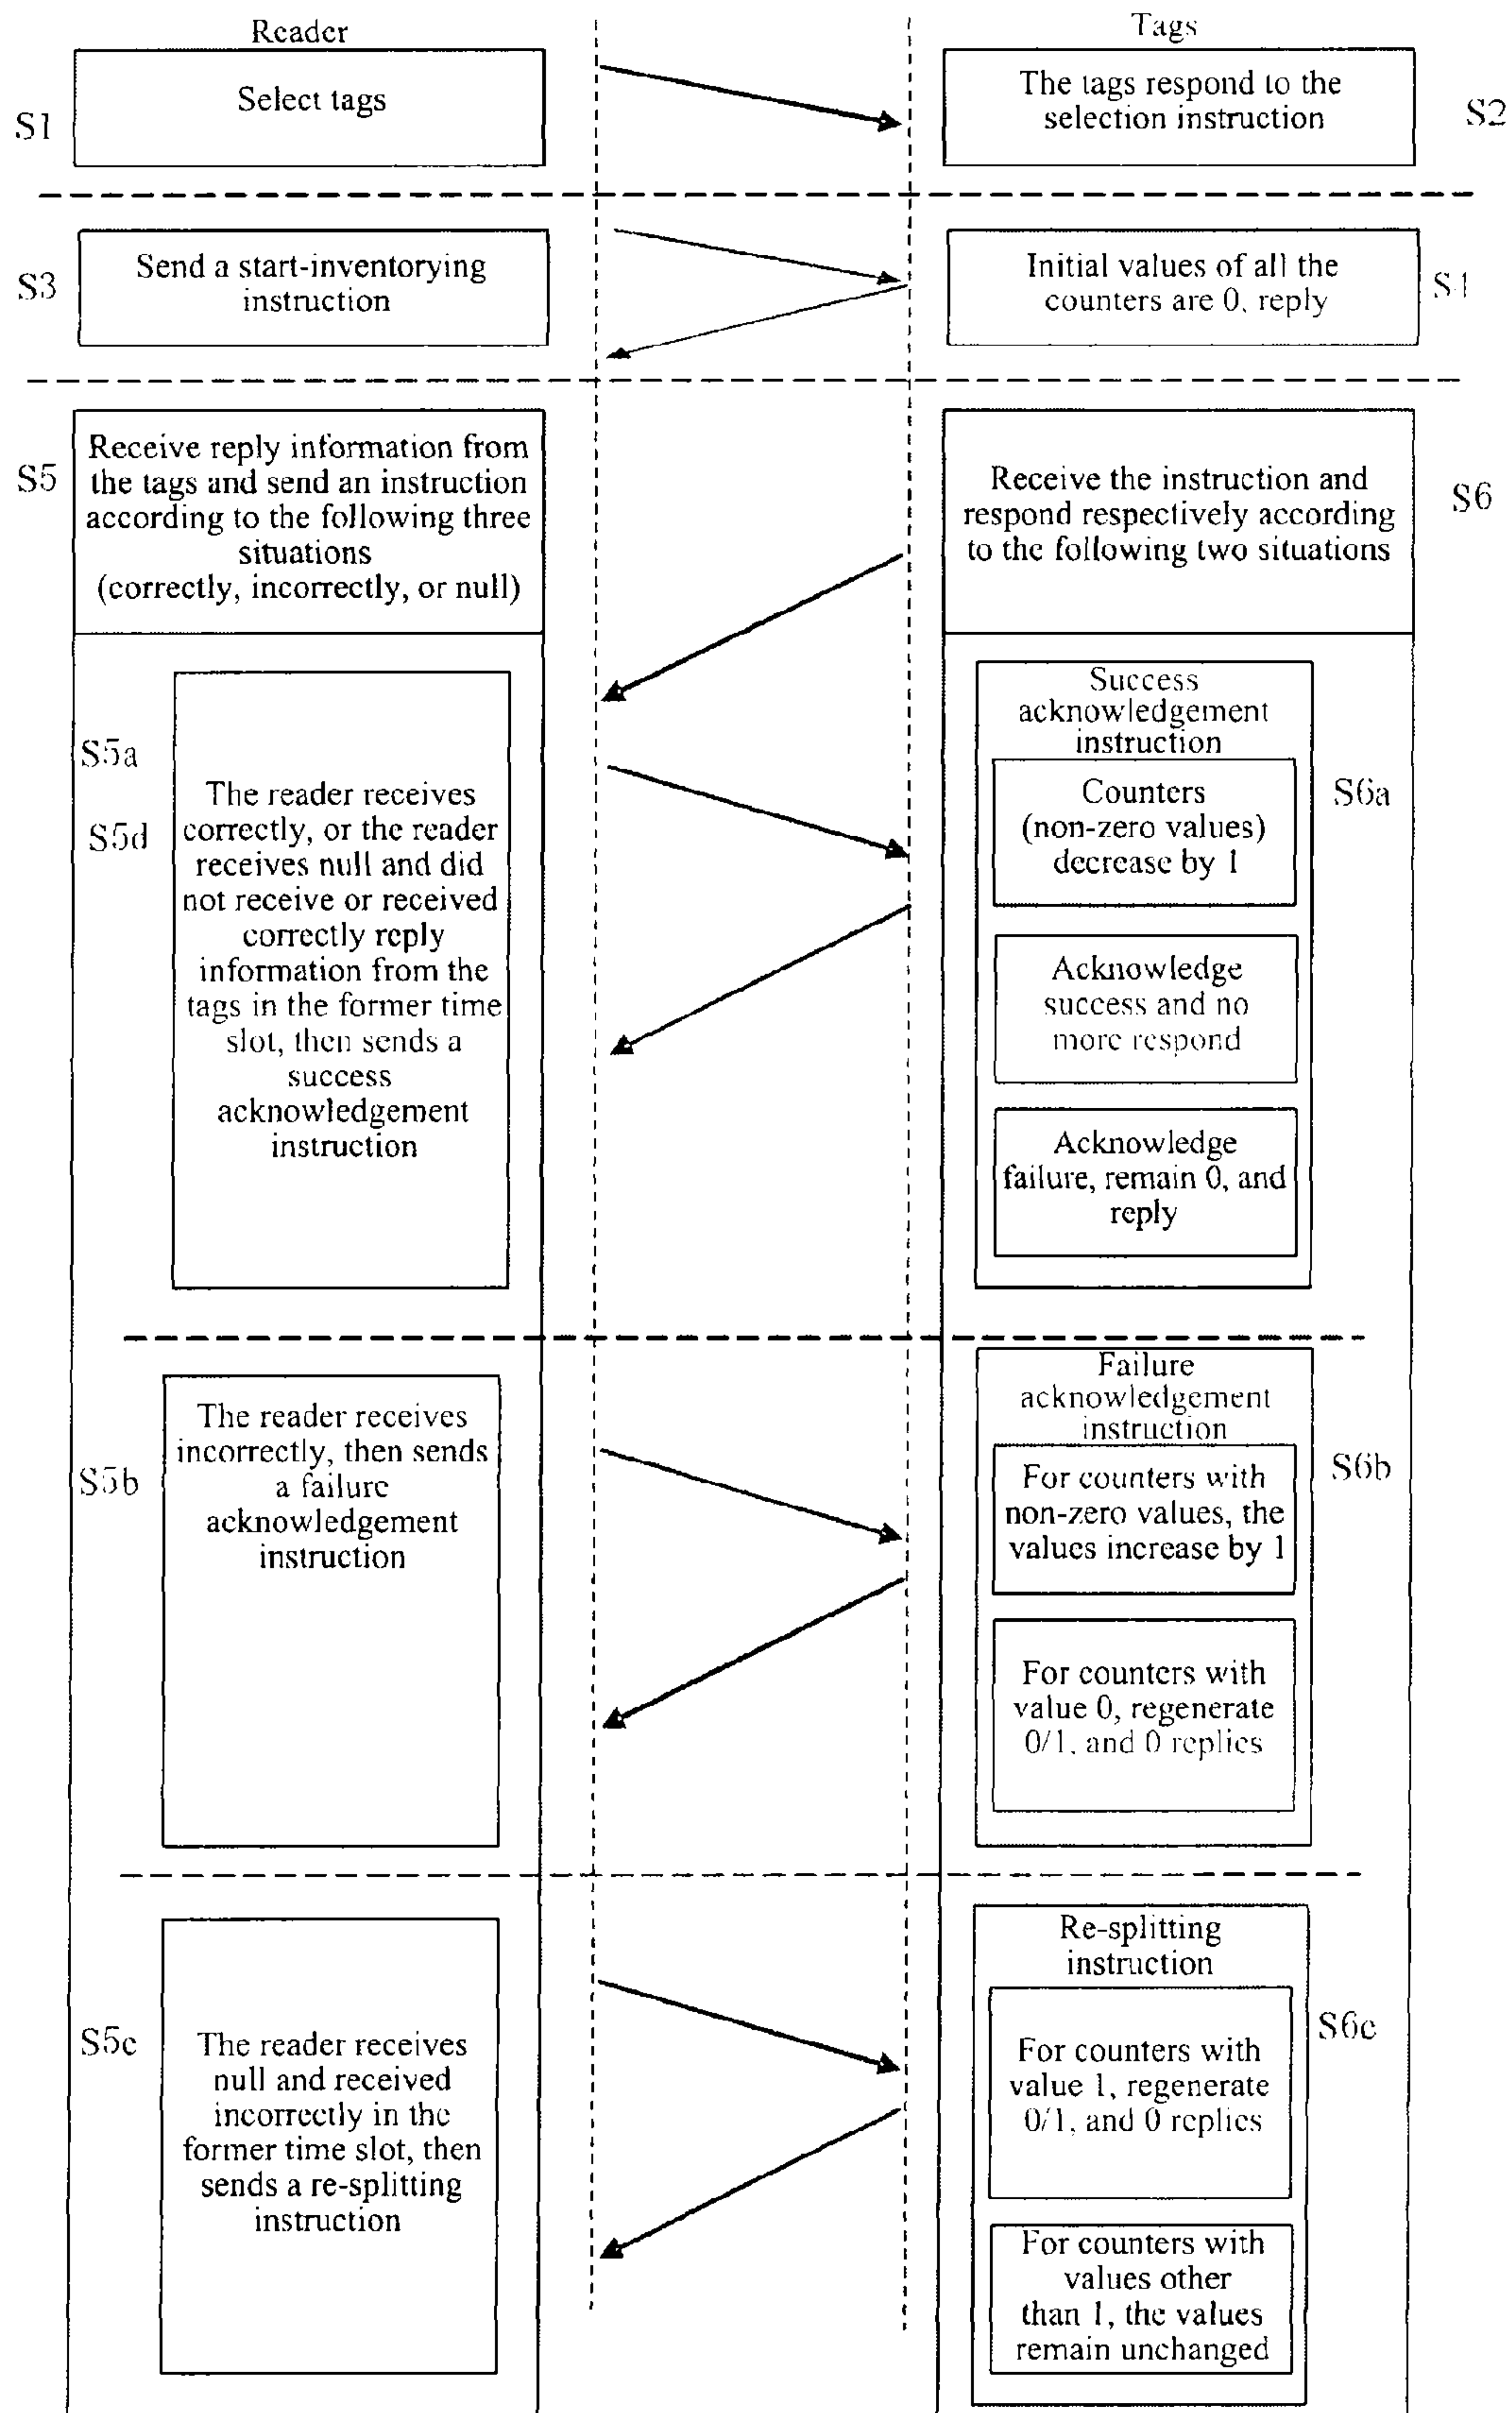 Reader
Tags
S1
Select tags
The tags respond to the
selection instruction
S2
S3
Send a start-inventorying
instruction
Initial values of all the
counters are 0, reply
S4
S5
Receive reply information from
the tags and send an instruction
according to the following three
situations
(correctly, incorrectly, or null)
Receive the instruction and
respond respectively according
to the following two situations
S6
S5a
S5d
The reader receives
correctly, or the reader
receives null and did
not receive or received
correctly reply
information from the
tags in the former time
slot, then sends a
success
acknowledgement
instruction
Success
acknowledgement
instruction
Counters
(non-zero values)
decrease by 1
S6a
Acknowledge
success and no
more respond
Acknowledge
failure, remain 0, and
reply
S5b
The reader receives
incorrectly, then sends
a failure
acknowledgement
instruction
Failure
acknowledgement
instruction
For counters with
non-zero values, the
values increase by 1
S6b
For counters with
value 0, regenerate
0/1, and 0 replies
S5c
The reader receives
null and received
incorrectly in the
former time slot, then
sends a re-splitting
instruction
Re-splitting
instruction
For counters with
value 1, regenerate
0/1, and 0 replies
S6c
For counters with
values other
than 1, the values
remain unchanged